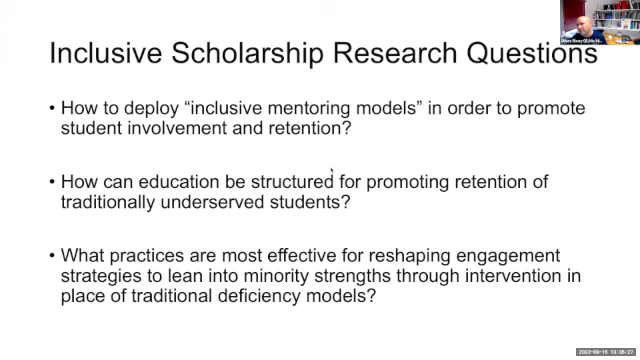 Inclusive Scholarship Research Questions
• How to deploy “inclusive mentoring models” in order to promote
student involvement and retention?
• How can education be structured for promoting retention of
traditionally underserved students?
• What practices are most effective for reshaping engagement
strategies to lean into minority strengths through intervention in
place of traditional deficiency models?
2022-09-15 13:35:27